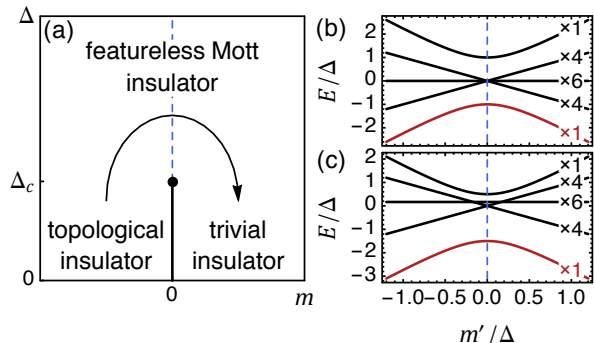 Δ
(a)
featureless Mott
insulator
Δc
topological
insulator
trivial
insulator
0
0
m
(b)
E/Δ
2
1
0
−1
−2
×1
×4
×6
×4
×1
(c)
E/Δ
2
1
0
−1
−2
−3
×1
×4
×6
×4
×1
−1.0
−0.5
0.0
0.5
1.0
m′/Δ